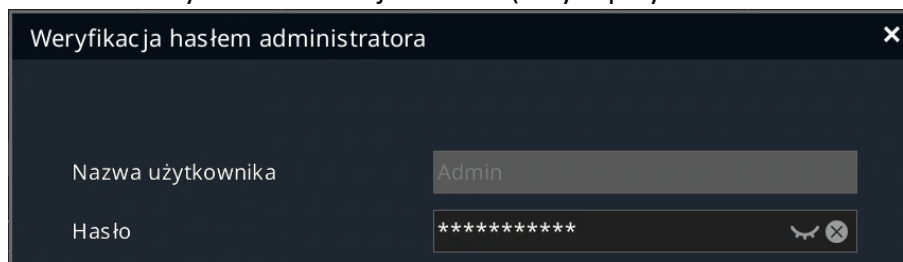 Weryfikacja hasłem administratora
Nazwa użytkownika Admin
Hasło ***********